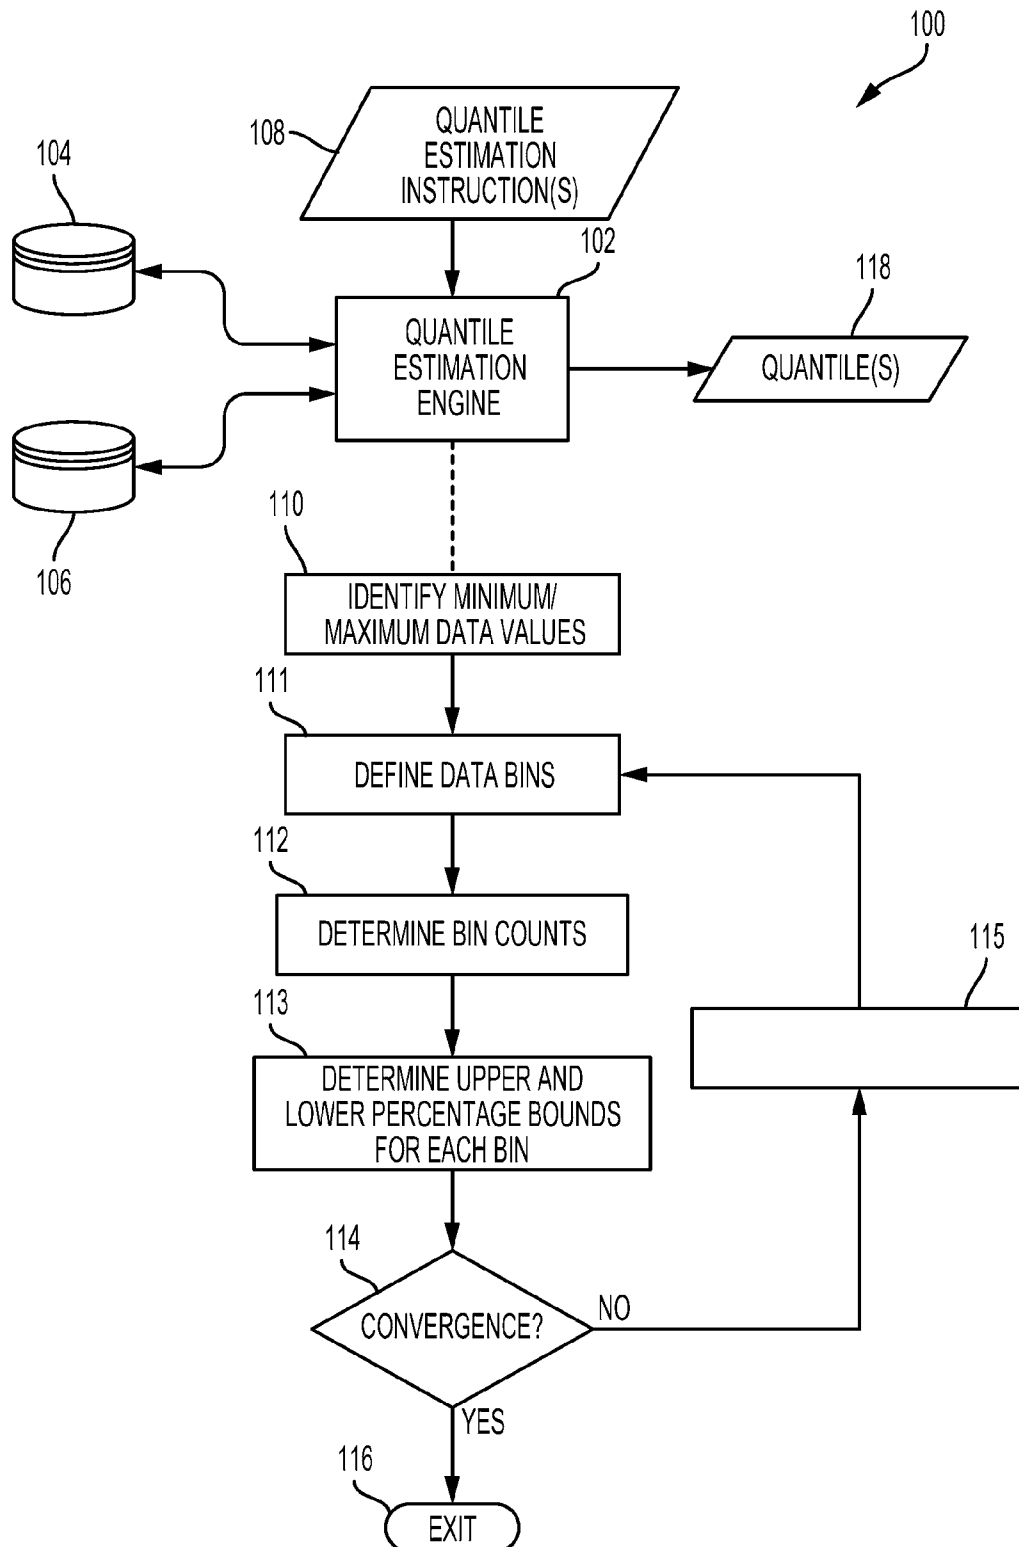 100
108
QUANTILE
ESTIMATION
INSTRUCTION(S)
104
102
118
QUANTILE
ESTIMATION
ENGINE
QUANTILE(S)
106
110
IDENTIFY MINIMUM/
MAXIMUM DATA VALUES
111
DEFINE DATA BINS
112
DETERMINE BIN COUNTS
115
113
DETERMINE UPPER AND
LOWER PERCENTAGE BOUNDS
FOR EACH BIN
114
CONVERGENCE?
NO
YES
116
EXIT